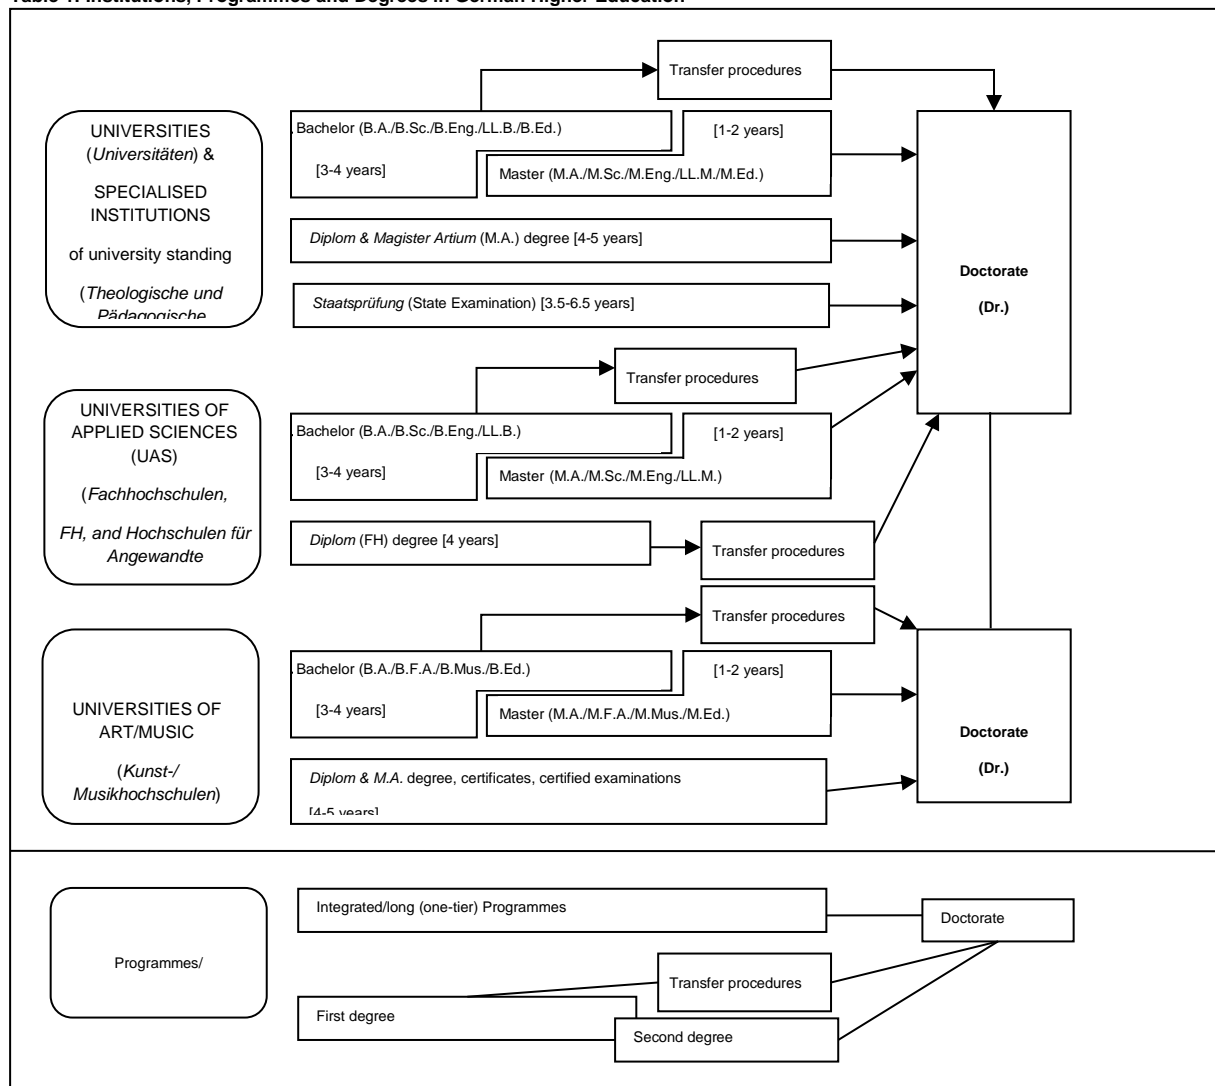 Table 1: Institutions, Programmes and Degrees in German Higher Education
Transfer procedures
UNIVERSITIES
(Universitäten) &
SPECIALISED
INSTITUTIONS
of university standing
(Theologische und
Pädagogische
. Bachelor (B.A./B.Sc./B.Eng./LL.B./B.Ed.)
[3-4 years]
[1-2 years]
Master (M.A./M.Sc./M.Eng./LL.M./M.Ed.)
Diplom & Magister Artium (M.A.) degree [4-5 years]
Staatsprüfung (State Examination) [3.5-6.5 years]
Doctorate
(Dr.)
Transfer procedures
UNIVERSITIES OF
APPLIED SCIENCES
(UAS)
(Fachhochschulen,
FH, and Hochschulen für
Angewandte
. Bachelor (B.A./B.Sc./B.Eng./LL.B.)
[3-4 years]
[1-2 years]
Master (M.A./M.Sc./M.Eng./LL.M.)
Diplom (FH) degree [4 years]
Transfer procedures
Transfer procedures
UNIVERSITIES OF
ART/MUSIC
(Kunst-/
Musikhochschulen)
. Bachelor (B.A./B.F.A./B.Mus./B.Ed.)
[3-4 years]
[1-2 years]
Master (M.A./M.F.A./M.Mus./M.Ed.)
Diplom & M.A. degree, certificates, certified examinations
[4-5 years]
Doctorate
(Dr.)
Programmes/
Integrated/long (one-tier) Programmes
Doctorate
Transfer procedures
First degree
Second degree